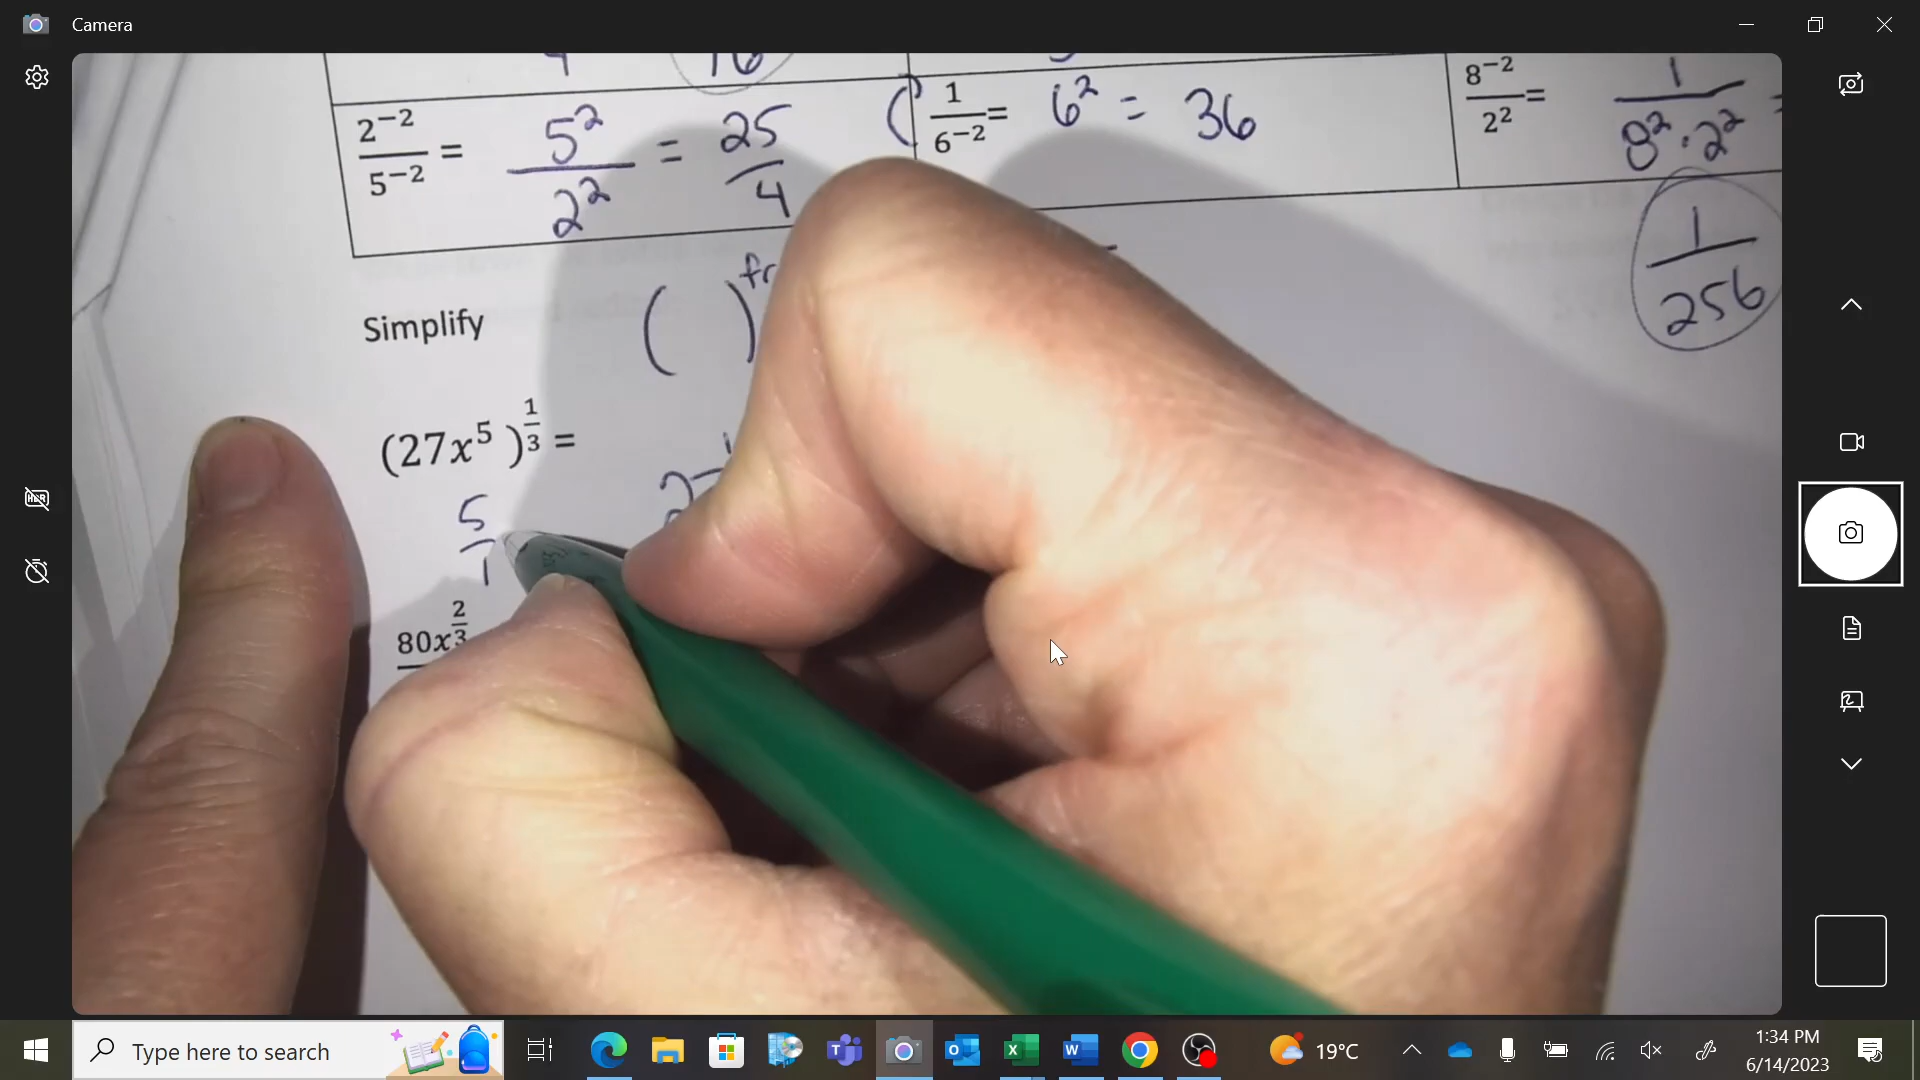 Camera
16
2⁻²/5⁻² = 5²/2² = 25/4
1/6⁻² = 6² = 36
8⁻²/2² = 1/(8² · 2²) =
1/256
Simplify ( )
(27x⁵)^(1/3) =
5/1
80x^(2/3)
Type here to search
19°C
1:34 PM
6/14/2023